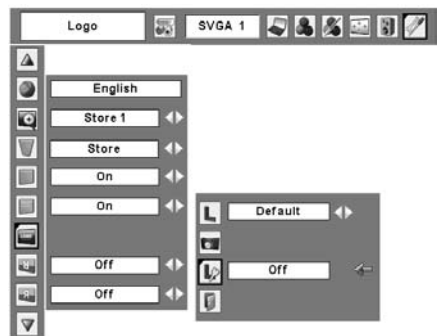 Logo SVGA 1
English
Store 1
Store
On
On
Default
Off
Off
Off